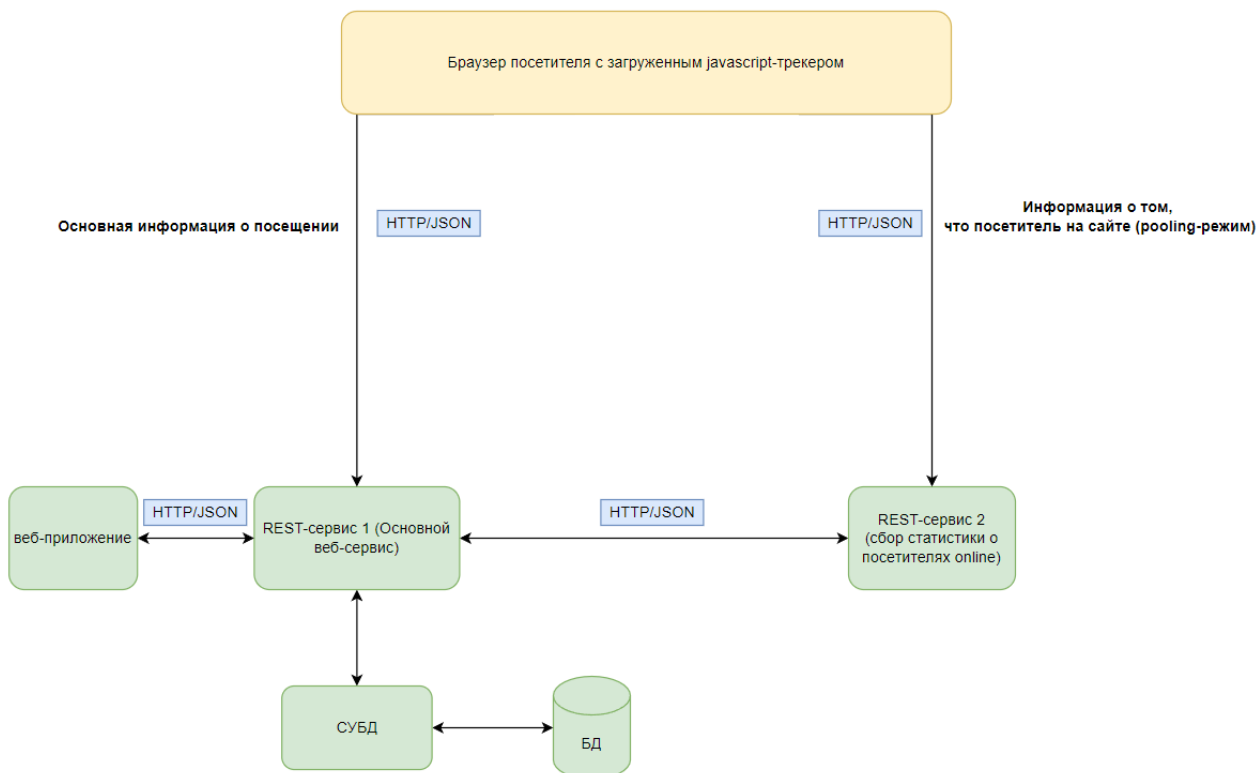 Браузер посетителя с загруженным javascript-трекером
Основная информация о посещении
HTTP/JSON
HTTP/JSON
Информация о том,
что посетитель на сайте (pooling-режим)
веб-приложение
HTTP/JSON
REST-сервис 1 (Основной
веб-сервис)
HTTP/JSON
REST-сервис 2
(сбор статистики о
посетителях online)
СУБД
БД